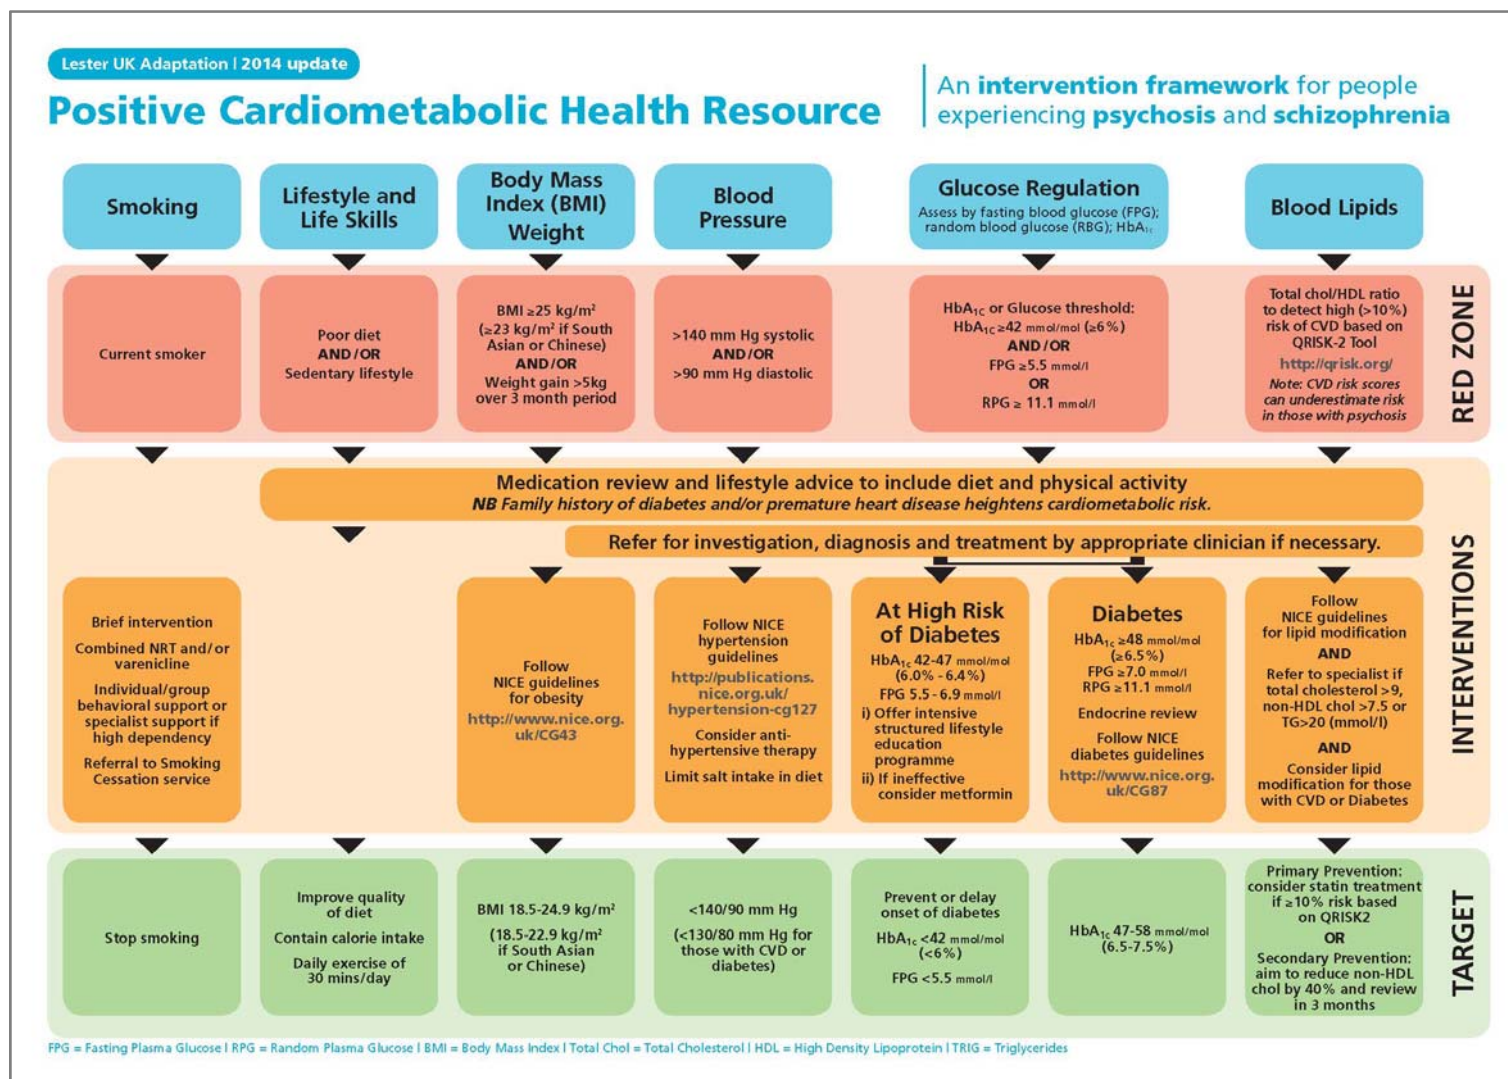 Lester UK Adaptation | 2014 update
Positive Cardiometabolic Health Resource
An intervention framework for people
experiencing psychosis and schizophrenia
Smoking
Lifestyle and
Life Skills
Body Mass
Index (BMI)
Weight
Blood
Pressure
Glucose Regulation
Assess by fasting blood glucose (FPG);
random blood glucose (RBG); HbA1c
Blood Lipids
RED ZONE
Current smoker
Poor diet
AND/OR
Sedentary lifestyle
BMI ≥25 kg/m²
(≥23 kg/m² if South
Asian or Chinese)
AND/OR
Weight gain >5kg
over 3 month period
>140 mm Hg systolic
AND/OR
>90 mm Hg diastolic
HbA1C or Glucose threshold:
HbA1C ≥42 mmol/mol (≥6%)
AND/OR
FPG ≥5.5 mmol/l
OR
RPG ≥ 11.1 mmol/l
Total chol/HDL ratio
to detect high (>10%)
risk of CVD based on
QRISK-2 Tool
http://qrisk.org/
Note: CVD risk scores
can underestimate risk
in those with psychosis
INTERVENTIONS
Medication review and lifestyle advice to include diet and physical activity
NB Family history of diabetes and/or premature heart disease heightens cardiometabolic risk.
Refer for investigation, diagnosis and treatment by appropriate clinician if necessary.
Brief intervention
Combined NRT and/or
varenicline
Individual/group
behavioral support or
specialist support if
high dependency
Referral to Smoking
Cessation service
Follow
NICE guidelines
for obesity
http://www.nice.org.
uk/CG43
Follow NICE
hypertension
guidelines
http://publications.
nice.org.uk/
hypertension-cg127
Consider anti-
hypertensive therapy
Limit salt intake in diet
At High Risk
of Diabetes
HbA1c 42-47 mmol/mol
(6.0% - 6.4%)
FPG 5.5 - 6.9 mmol/l
i) Offer intensive
structured lifestyle
education
programme
ii) If ineffective
consider metformin
Diabetes
HbA1c ≥48 mmol/mol
(≥6.5%)
FPG ≥7.0 mmol/l
RPG ≥11.1 mmol/l
Endocrine review
Follow NICE
diabetes guidelines
http://www.nice.org.
uk/CG87
Follow
NICE guidelines
for lipid modification
AND
Refer to specialist if
total cholesterol >9,
non-HDL chol >7.5 or
TG>20 (mmol/l)
AND
Consider lipid
modification for those
with CVD or Diabetes
TARGET
Stop smoking
Improve quality
of diet
Contain calorie intake
Daily exercise of
30 mins/day
BMI 18.5-24.9 kg/m²
(18.5-22.9 kg/m²
if South Asian
or Chinese)
<140/90 mm Hg
(<130/80 mm Hg for
those with CVD or
diabetes)
Prevent or delay
onset of diabetes
HbA1c <42 mmol/mol
(<6%)
FPG <5.5 mmol/l
HbA1c 47-58 mmol/mol
(6.5-7.5%)
Primary Prevention:
consider statin treatment
if ≥10% risk based
on QRISK2
OR
Secondary Prevention:
aim to reduce non-HDL
chol by 40% and review
in 3 months
FPG = Fasting Plasma Glucose | RPG = Random Plasma Glucose | BMI = Body Mass Index | Total Chol = Total Cholesterol | HDL = High Density Lipoprotein | TRIG = Triglycerides